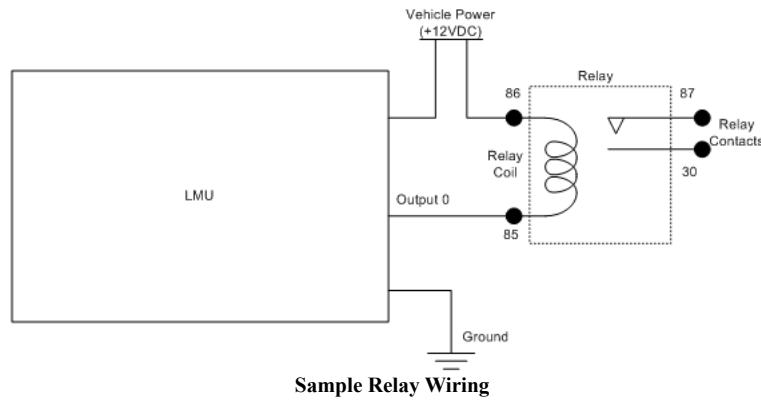 Vehicle Power
(+12VDC)
Relay
86
87
Relay
Contacts
Relay
Coil
30
LMU
Output 0
85
Ground
Sample Relay Wiring